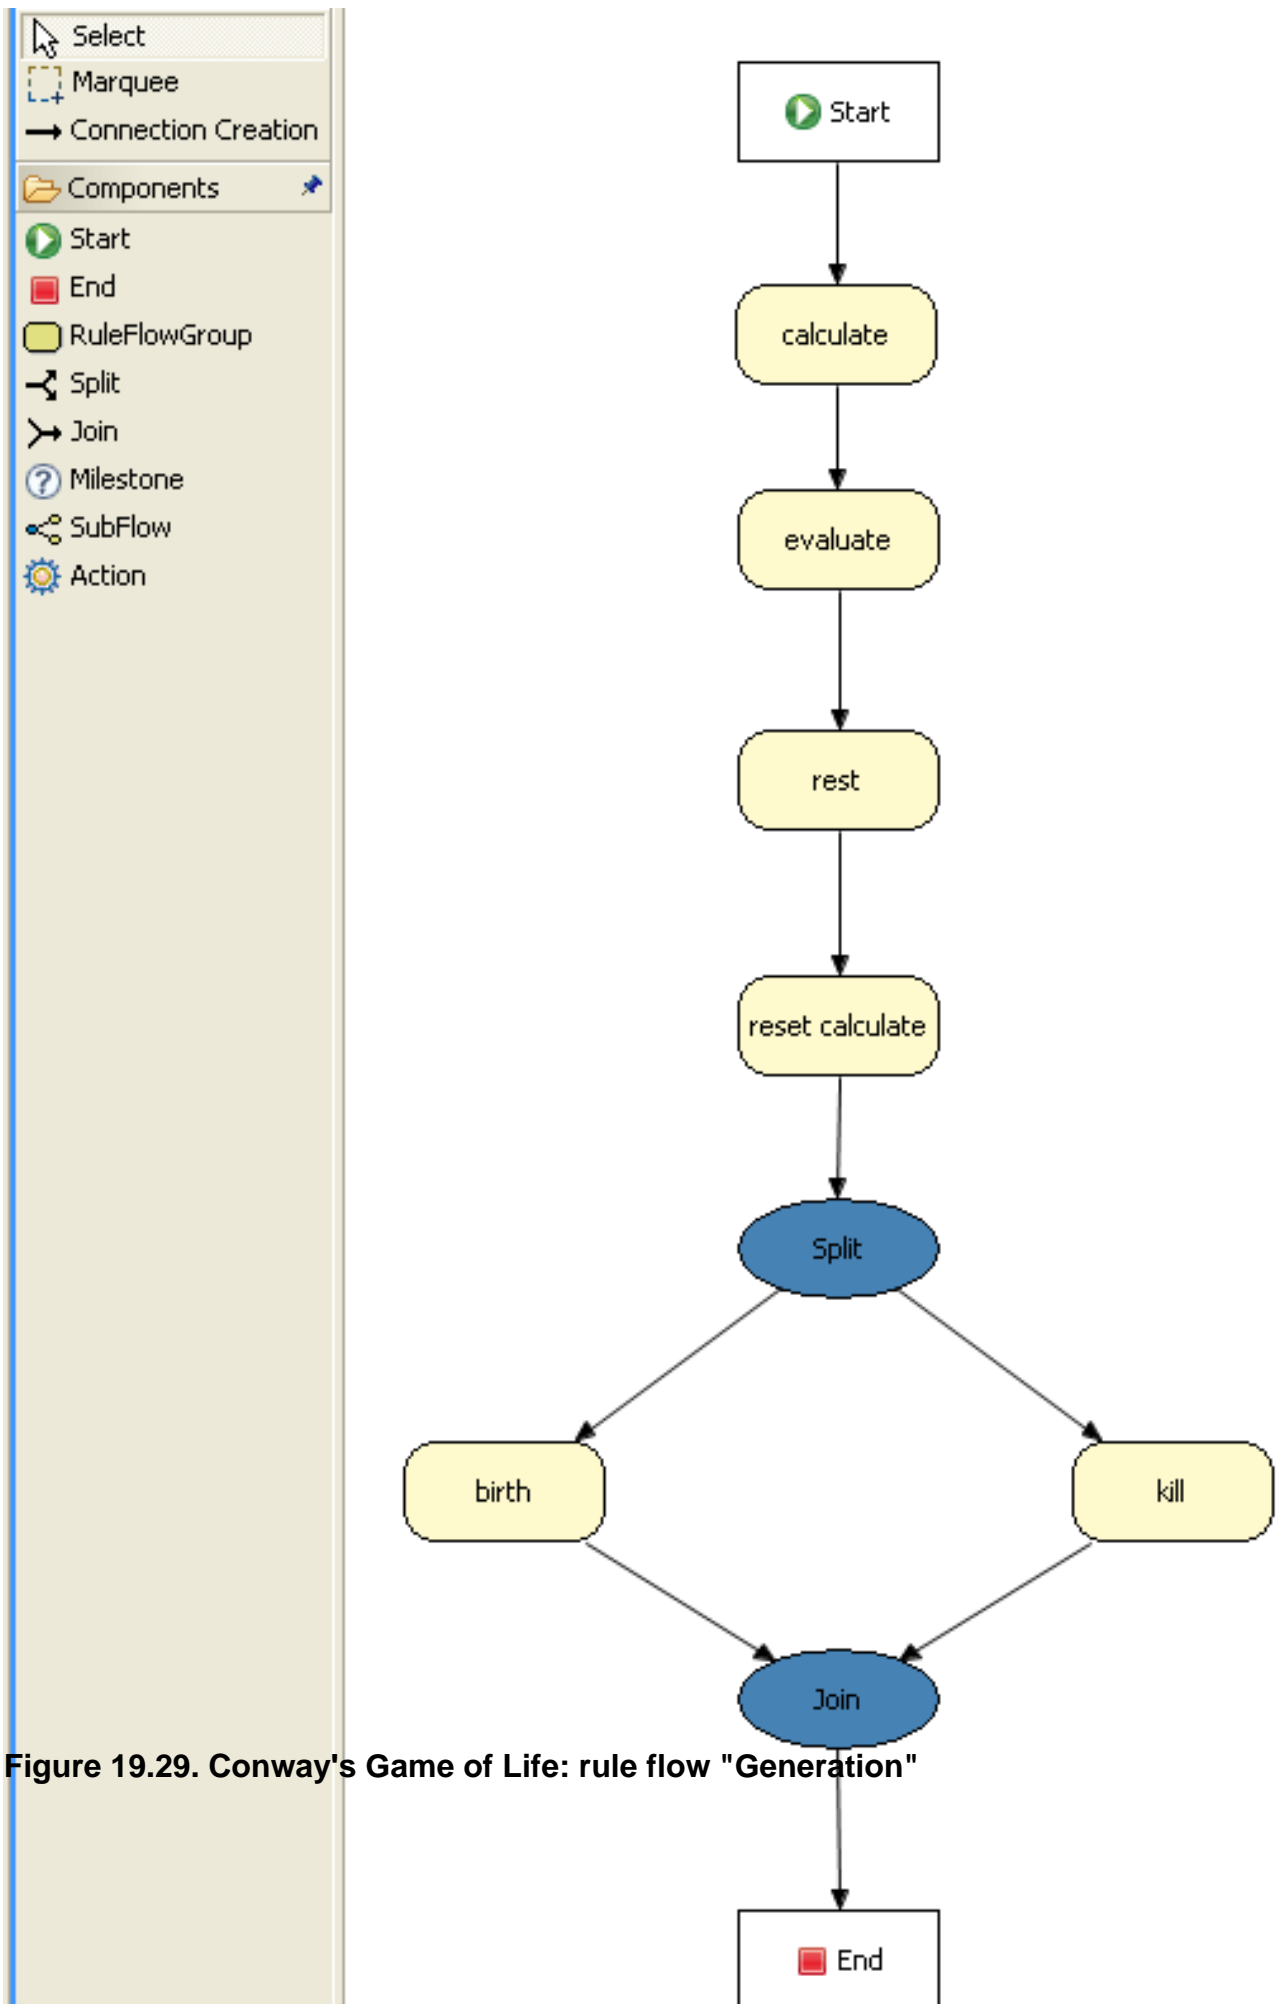 Select
Marquee
Connection Creation
Components
Start
End
RuleFlowGroup
Split
Join
Milestone
SubFlow
Action
Start
calculate
evaluate
rest
reset calculate
Split
birth
kill
Join
Figure 19.29. Conway's Game of Life: rule flow "Generation"
End